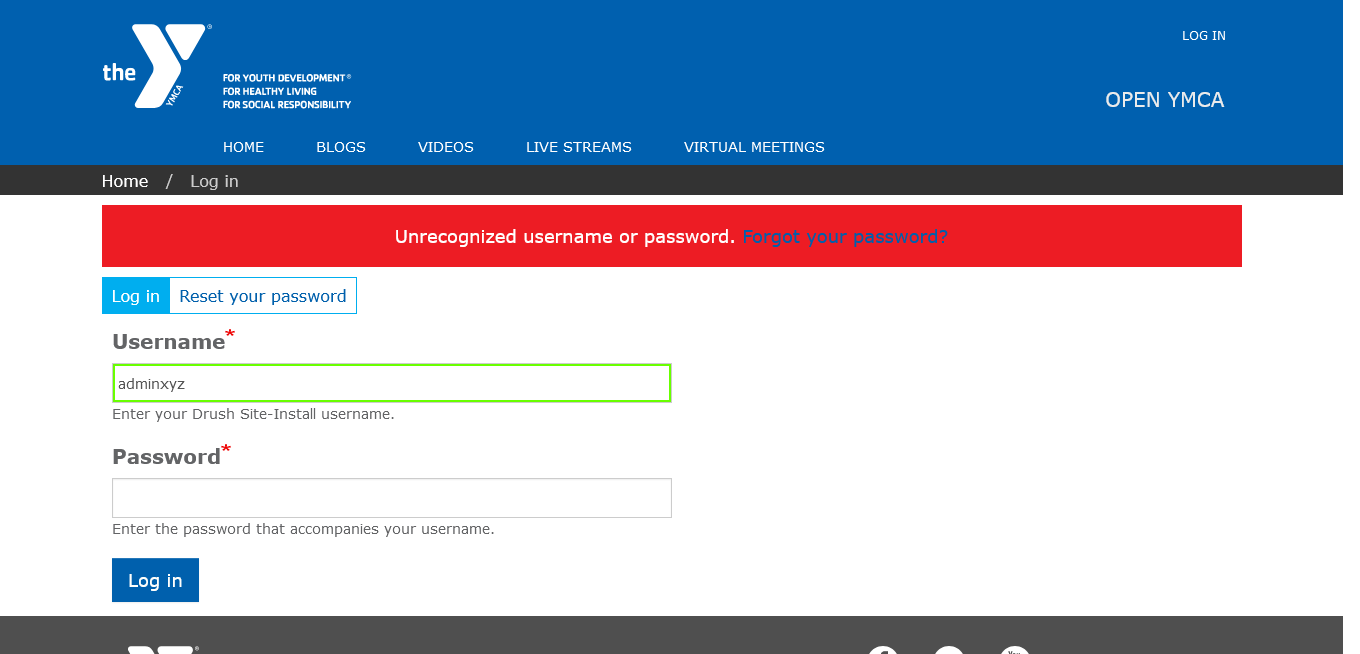 LOG IN
the
YMCA
FOR YOUTH DEVELOPMENT®
FOR HEALTHY LIVING
FOR SOCIAL RESPONSIBILITY
OPEN YMCA
HOME BLOGS VIDEOS LIVE STREAMS VIRTUAL MEETINGS
Home / Log in
Unrecognized username or password. Forgot your password?
Log in Reset your password
Username*
adminxyz
Enter your Drush Site-Install username.
Password*
Enter the password that accompanies your username.
Log in